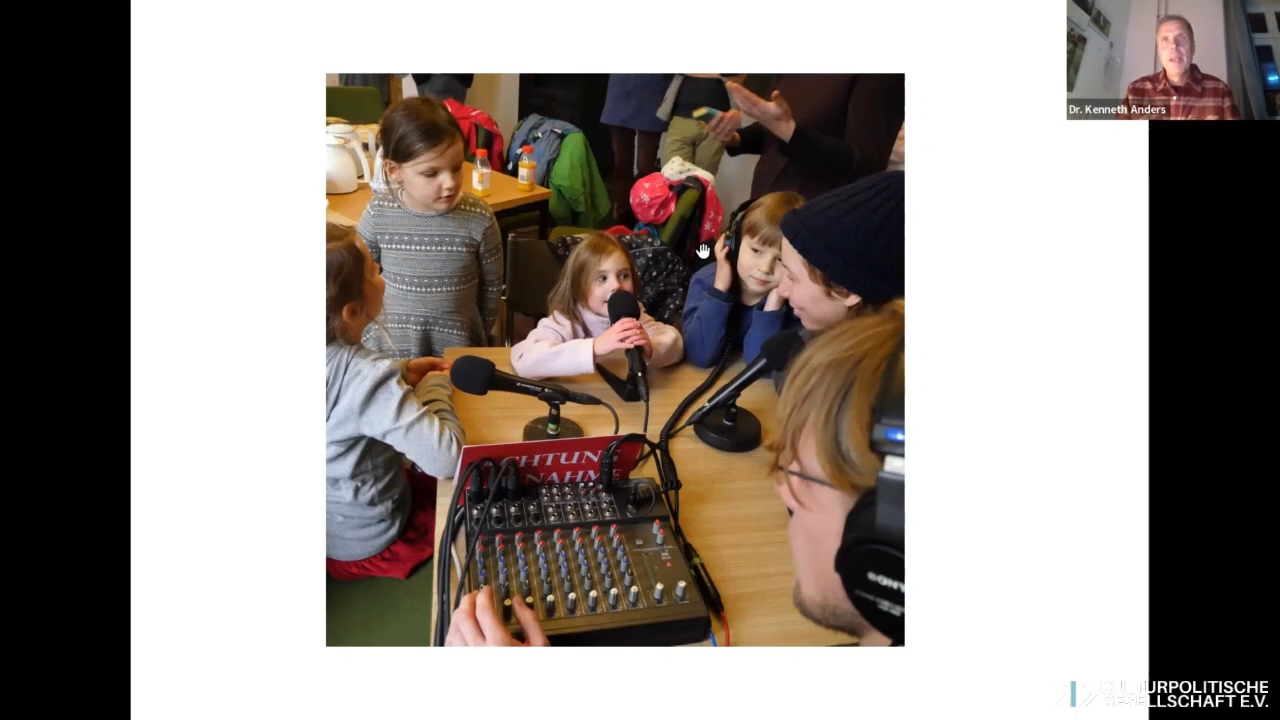 Dr. Kenneth Anders
CHTUNG
NAHME
SONY
KULTURPOLITISCHE
GESELLSCHAFT E.V.